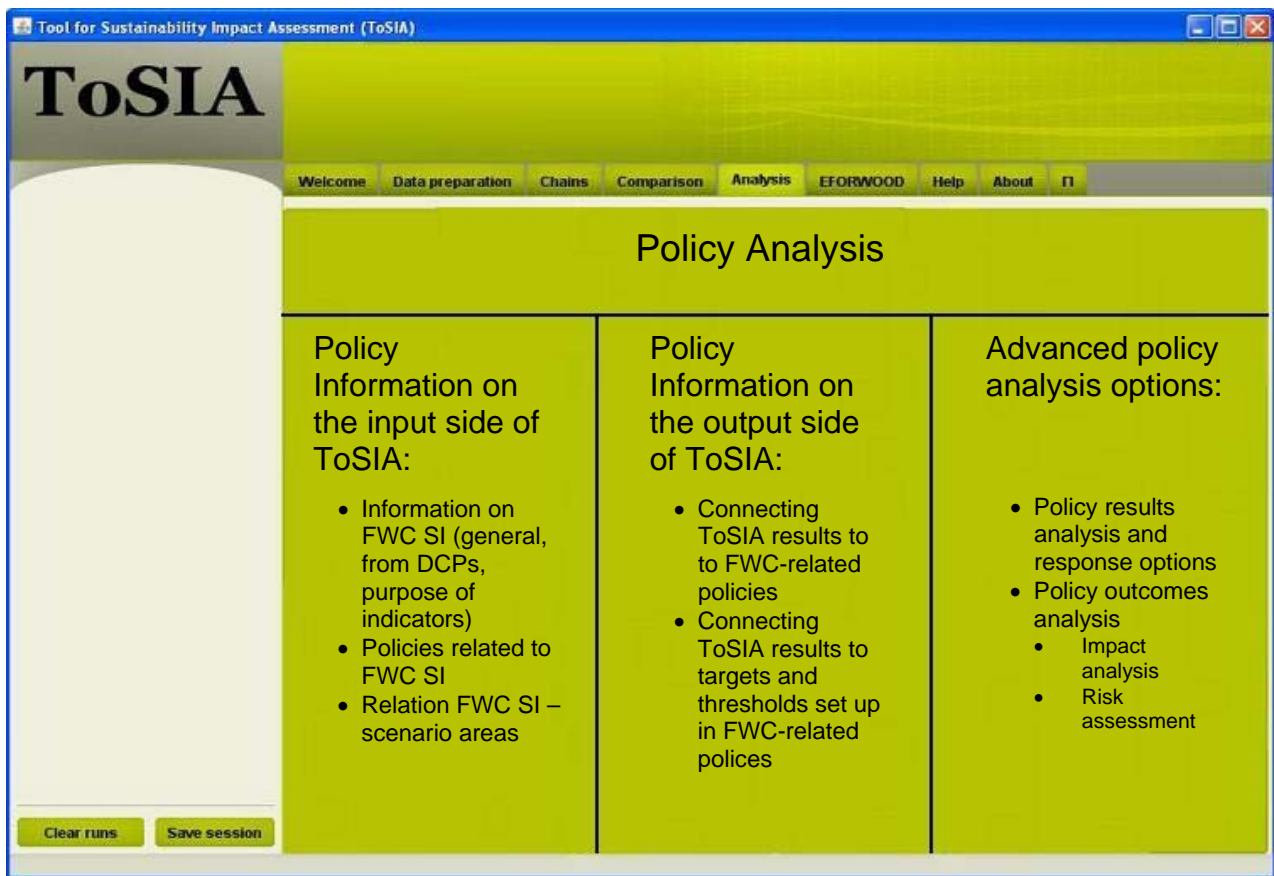 Tool for Sustainability Impact Assessment (ToSIA)
ToSIA
Welcome Data preparation Chains Comparison Analysis EFORWOOD Help About Π
Policy Analysis
Policy
Information on
the input side of
ToSIA:
• Information on
FWC SI (general,
from DCPs,
purpose of
indicators)
• Policies related to
FWC SI
• Relation FWC SI –
scenario areas
Policy
Information on
the output side
of ToSIA:
• Connecting
ToSIA results to
to FWC-related
policies
• Connecting
ToSIA results to
targets and
thresholds set up
in FWC-related
polices
Advanced policy
analysis options:
• Policy results
analysis and
response options
• Policy outcomes
analysis
• Impact
analysis
• Risk
assessment
Clear runs Save session